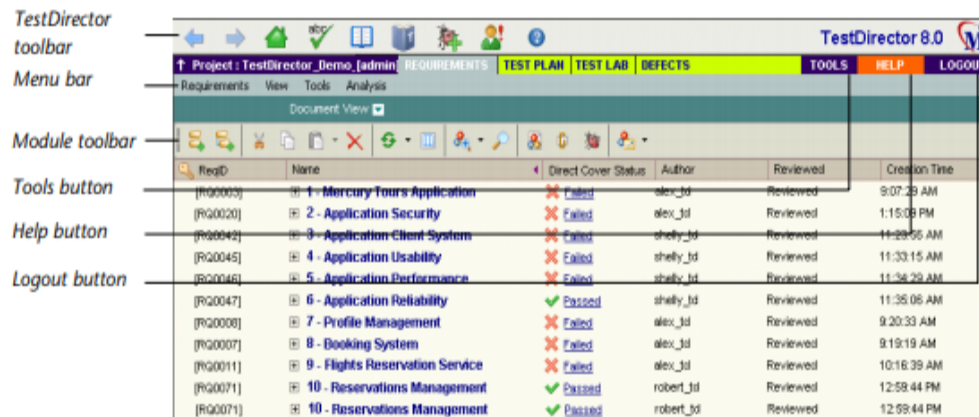 TestDirector
toolbar
Menu bar
Module toolbar
Tools button
Help button
Logout button
abc
TestDirector 8.0
Project : TestDirector_Demo_[admin] REQUIREMENTS TEST PLAN TEST LAB DEFECTS TOOLS HELP LOGOU
Requirements View Tools Analysis
Document View
ReqID Name Direct Cover Status Author Reviewed Creation Time
[RQ0003] 1 - Mercury Tours Application Failed alex_td Reviewed 9:07:29 AM
[RQ0020] 2 - Application Security Failed alex_td Reviewed 1:15:09 PM
[RQ0042] 3 - Application Client System Failed shelly_td Reviewed AM
[RQ0045] 4 - Application Usability Failed shelly_td Reviewed 11:33:15 AM
[RQ0046] 5 - Application Performance Failed shelly_td Reviewed 11:34:29 AM
[RQ0047] 6 - Application Reliability Passed shelly_td Reviewed 11:35:06 AM
[RQ0008] 7 - Profile Management Failed alex_td Reviewed 9:20:33 AM
[RQ0007] 8 - Booking System Failed alex_td Reviewed 9:19:19 AM
[RQ0011] 9 - Flights Reservation Service Failed alex_td Reviewed 10:16:39 AM
[RQ0071] 10 - Reservations Management Passed robert_td Reviewed 12:59:44 PM
[RQ0071] 10 - Reservations Management Passed robert_td Reviewed 12:59:44 PM